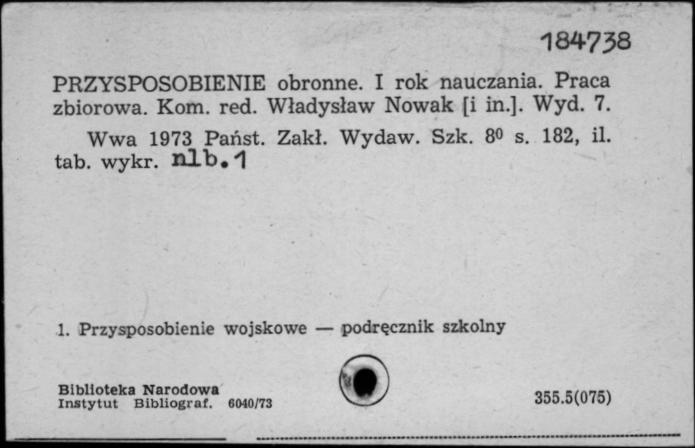 184738
PRZYSPOSOBIENIE obronne. I rok nauczania. Praca
zbiorowa. Kom. red. Władysław Nowak [i in.]. Wyd. 7.
Wwa 1973 Państ. Zakł. Wydaw. Szk. 8⁰ s. 182, il.
tab. wykr. nlb.1
1. Przysposobienie wojskowe — podręcznik szkolny
Biblioteka Narodowa
Instytut Bibliograf. 6040/73
355.5(075)